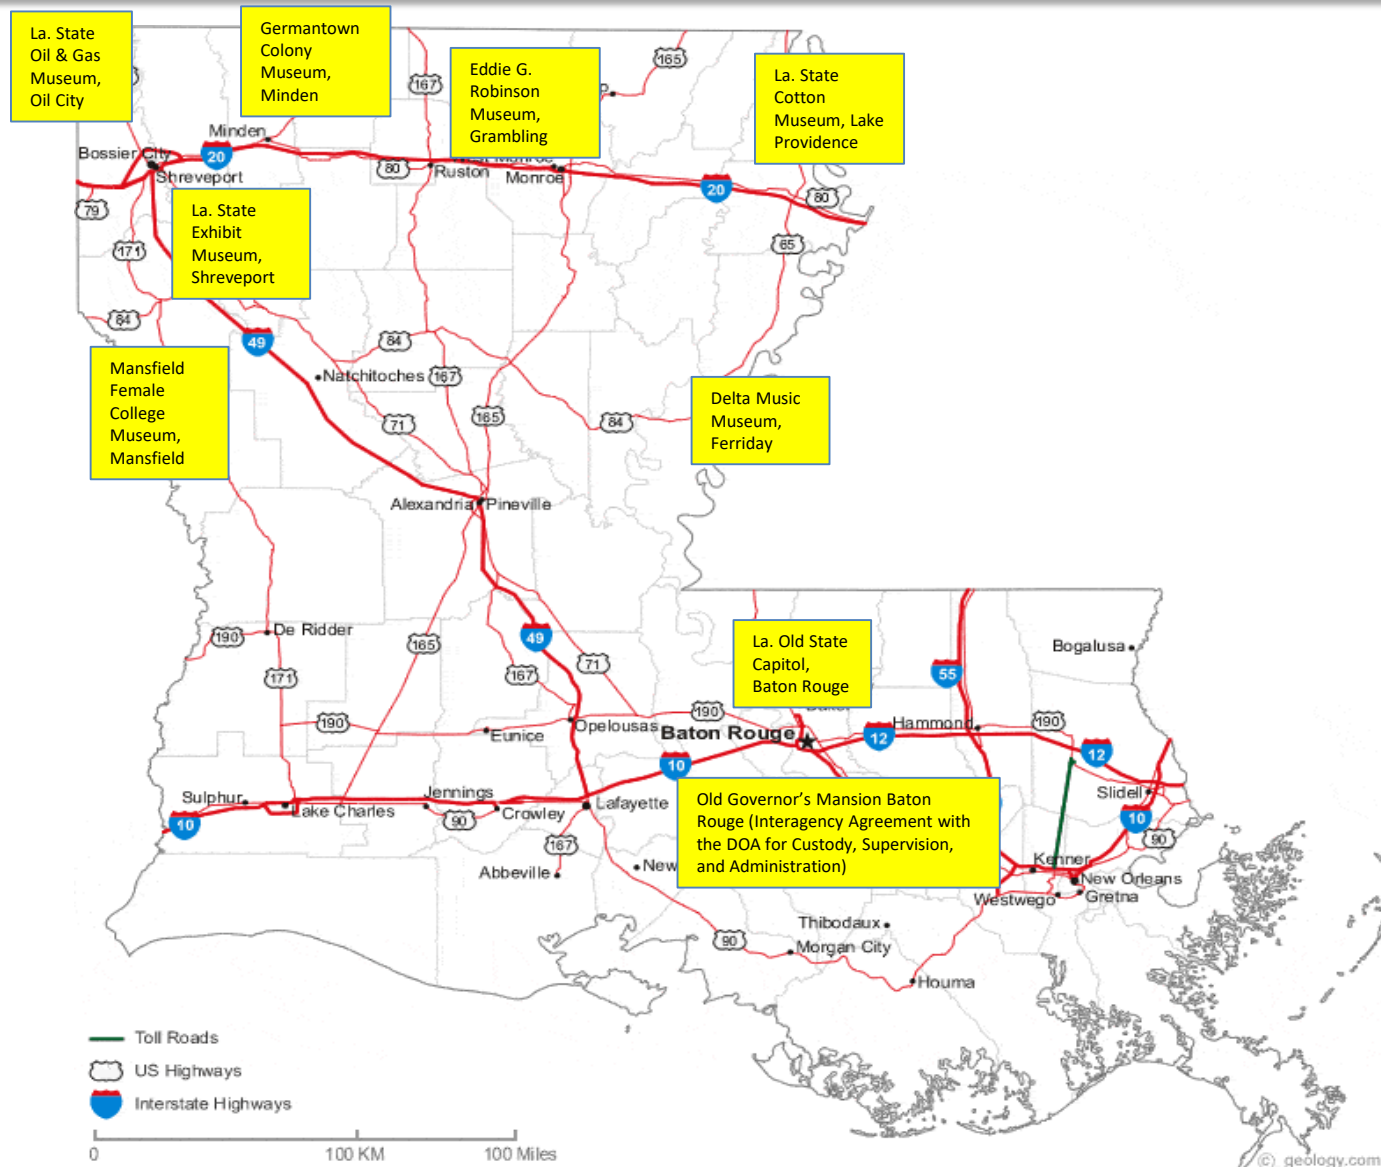 La. State
Oil & Gas
Museum,
Oil City
Germantown
Colony
Museum,
Minden
Eddie G.
Robinson
Museum,
Grambling
La. State
Cotton
Museum, Lake
Providence
167
165
Minden
Bossier City
20
Shreveport
80
Ruston
Monroe
20
80
79
La. State
Exhibit
Museum,
Shreveport
171
65
84
49
84
Natchitoches
167
Mansfield
Female
College
Museum,
Mansfield
71
165
84
Delta Music
Museum,
Ferriday
Alexandria
Pineville
190
De Ridder
165
49
71
167
171
La. Old State
Capitol,
Baton Rouge
55
Bogalusa
190
Eunice
Opelousas
190
Baton Rouge
12
Hammond
190
12
10
Sulphur
10
Lake Charles
Jennings
90
Crowley
Lafayette
Old Governor's Mansion Baton
Rouge (Interagency Agreement with
the DOA for Custody, Supervision,
and Administration)
Slidell
10
90
167
Abbeville
New
Kenner
New Orleans
Westwego
Gretna
Thibodaux
90
Morgan City
Houma
Toll Roads
US Highways
Interstate Highways
0
100 KM
100 Miles
© geology.com